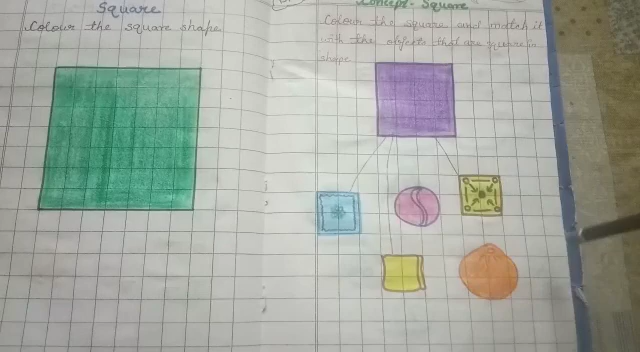 Square
Colour the square shape
Concept - Square
Colour the square and match it
with the objects that are square in
shape